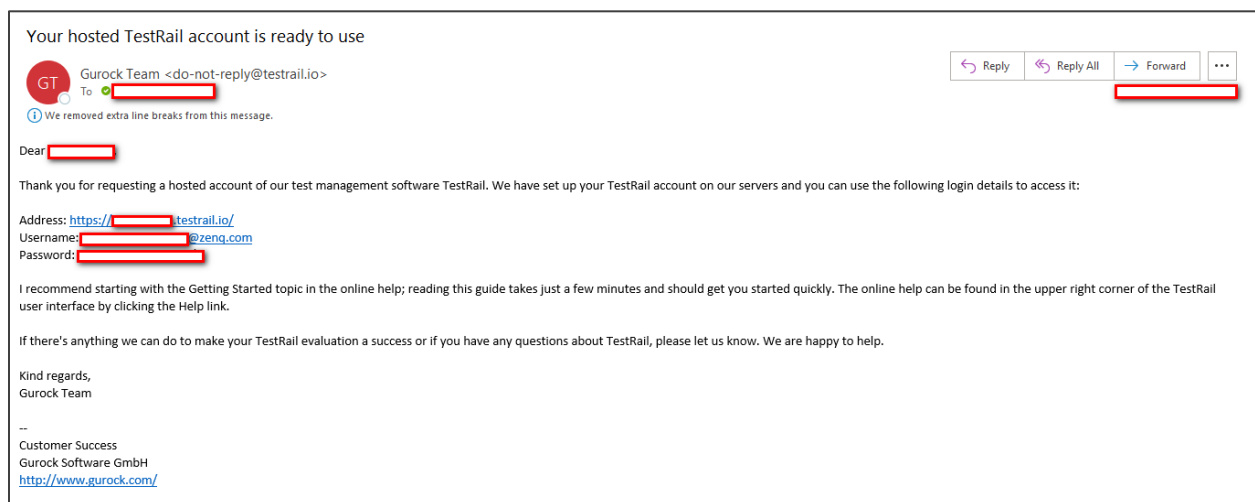 Your hosted TestRail account is ready to use
GT
Gurock Team <do-not-reply@testrail.io>
To
Reply
Reply All
Forward
We removed extra line breaks from this message.
Dear
Thank you for requesting a hosted account of our test management software TestRail. We have set up your TestRail account on our servers and you can use the following login details to access it:
Address: https:// .testrail.io/
Username: @zenq.com
Password:
I recommend starting with the Getting Started topic in the online help; reading this guide takes just a few minutes and should get you started quickly. The online help can be found in the upper right corner of the TestRail
user interface by clicking the Help link.
If there's anything we can do to make your TestRail evaluation a success or if you have any questions about TestRail, please let us know. We are happy to help.
Kind regards,
Gurock Team
--
Customer Success
Gurock Software GmbH
http://www.gurock.com/